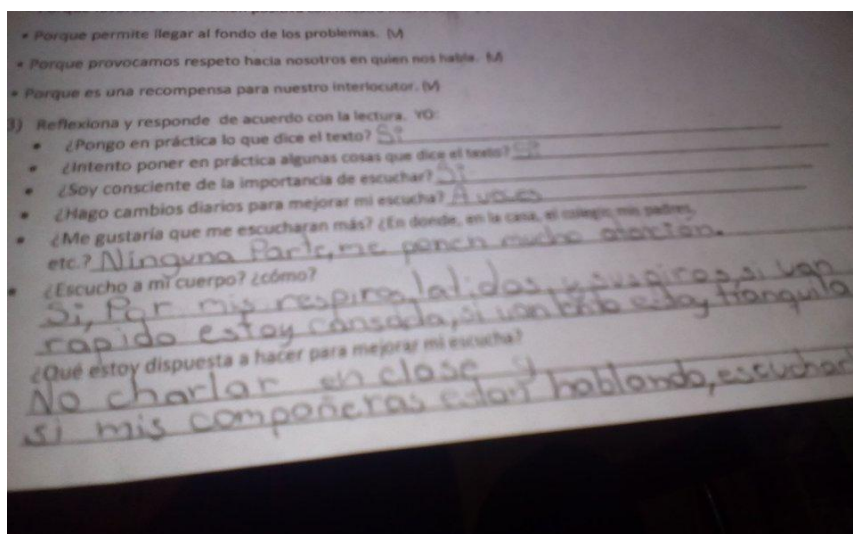 • Porque permite llegar al fondo de los problemas. (V)
• Porque provocamos respeto hacia nosotros en quien nos habla. (V)
• Porque es una recompensa para nuestro interlocutor. (V)
3) Reflexiona y responde de acuerdo con la lectura. YO:
• ¿Pongo en práctica lo que dice el texto? Si
• ¿Intento poner en práctica algunas cosas que dice el texto? Si
• ¿Soy consciente de la importancia de escuchar? Si
• ¿Hago cambios diarios para mejorar mi escucha? A veces
• ¿Me gustaría que me escucharan más? ¿En donde, en la casa, el colegio, mis padres,
etc.? Ninguna Parte, me ponen mucho atencion.
• ¿Escucho a mi cuerpo? ¿cómo?
Si, Por mis respiros, latidos, y suspiros si van
rapido estoy cansada, si van lento estoy tranquila
¿Qué estoy dispuesta a hacer para mejorar mi escucha?
No charlar en clase y
si mis compañeras estan hablando, escuchar